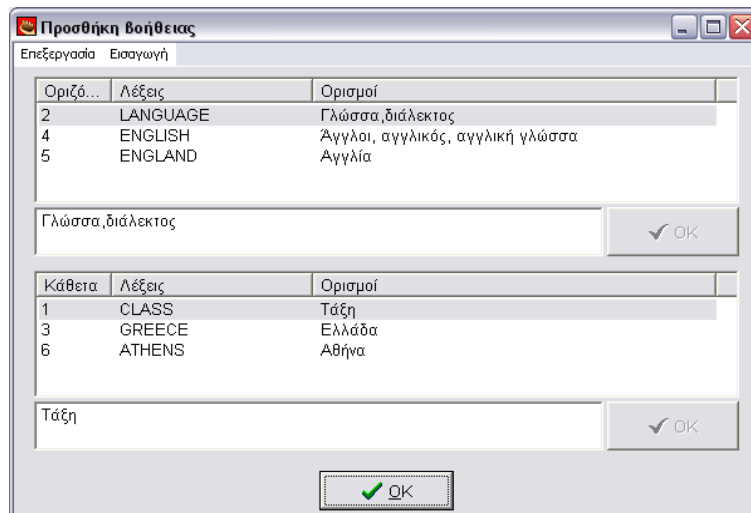 Προσθήκη βοήθειας
Επεξεργασία Εισαγωγή
Οριζό... Λέξεις Ορισμοί
2 LANGUAGE Γλώσσα,διάλεκτος
4 ENGLISH Άγγλοι, αγγλικός, αγγλική γλώσσα
5 ENGLAND Αγγλία
Γλώσσα,διάλεκτος
OK
Κάθετα Λέξεις Ορισμοί
1 CLASS Τάξη
3 GREECE Ελλάδα
6 ATHENS Αθήνα
Τάξη
OK
OK